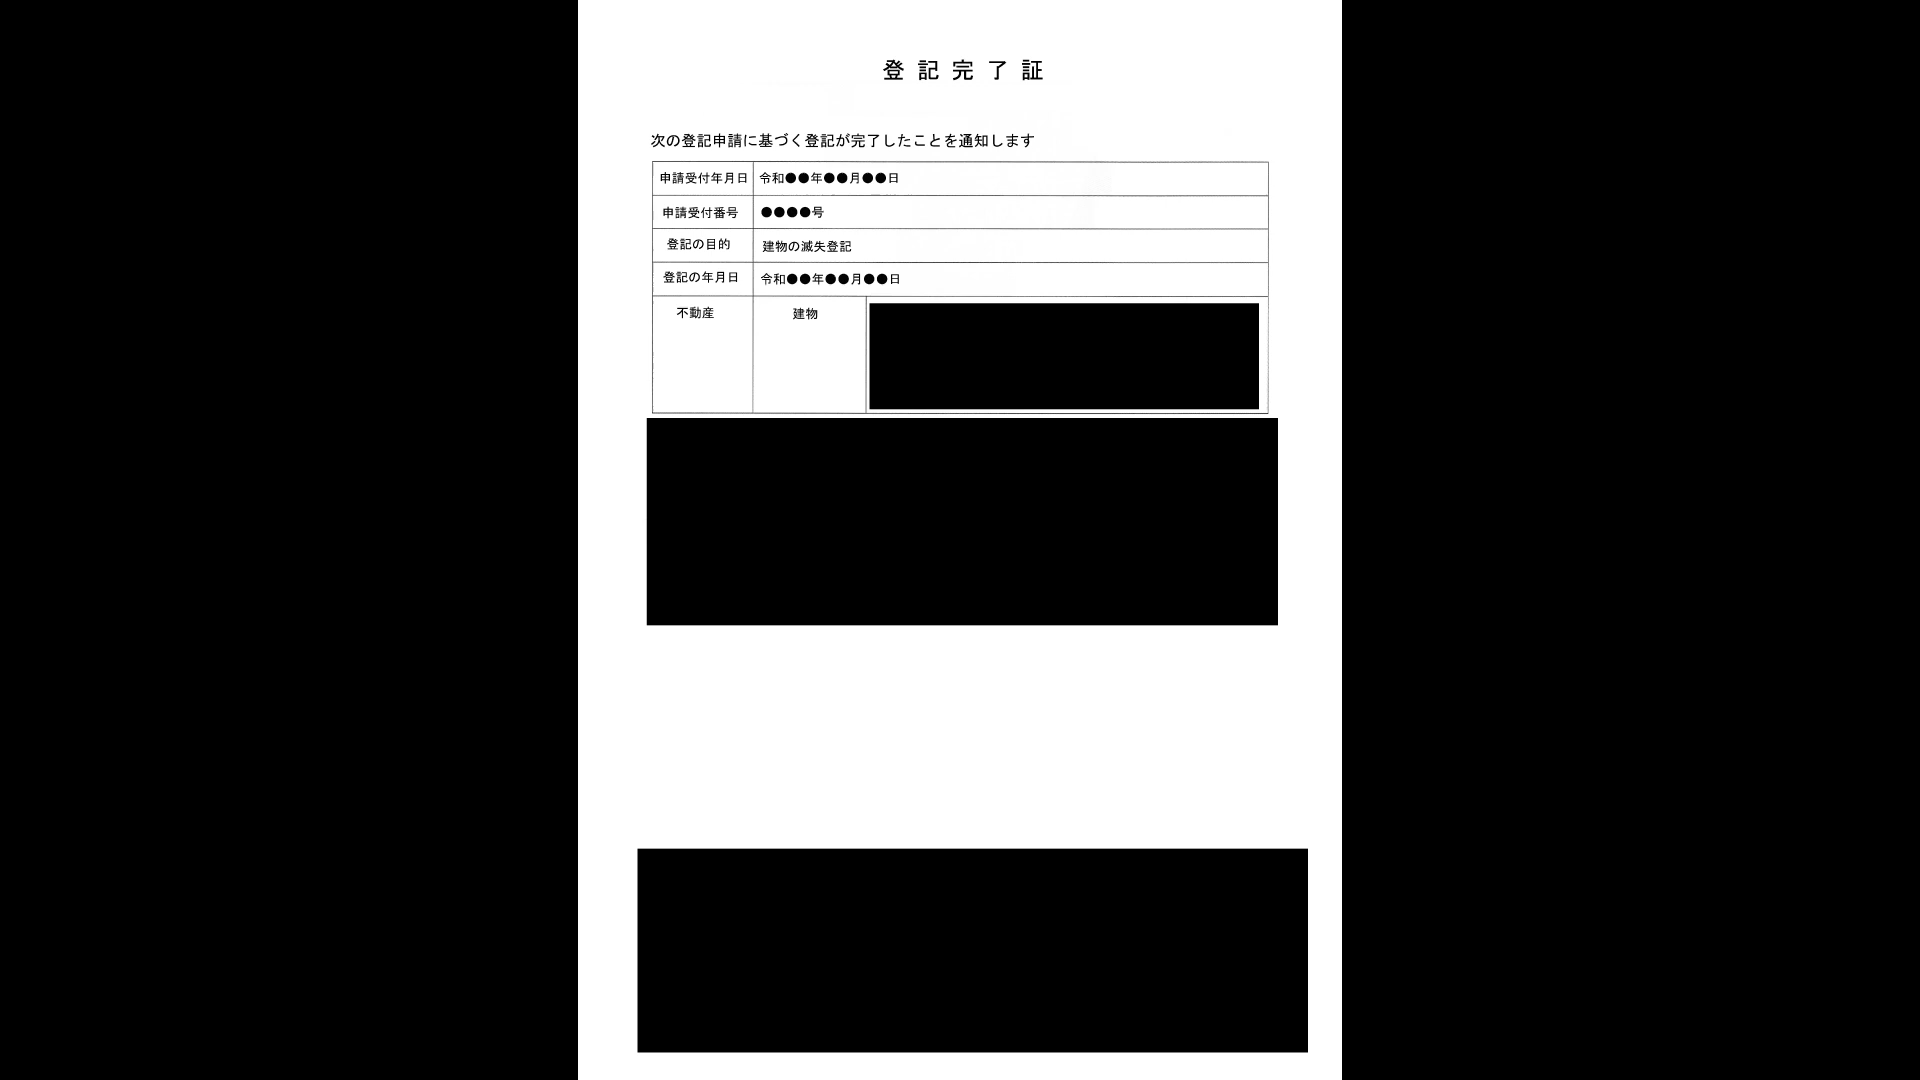 登記完了証
次の登記申請に基づく登記が完了したことを通知します
申請受付年月日 令和●●年●●月●●日
申請受付番号 ●●●●号
登記の目的 建物の滅失登記
登記の年月日 令和●●年●●月●●日
不動産 建物